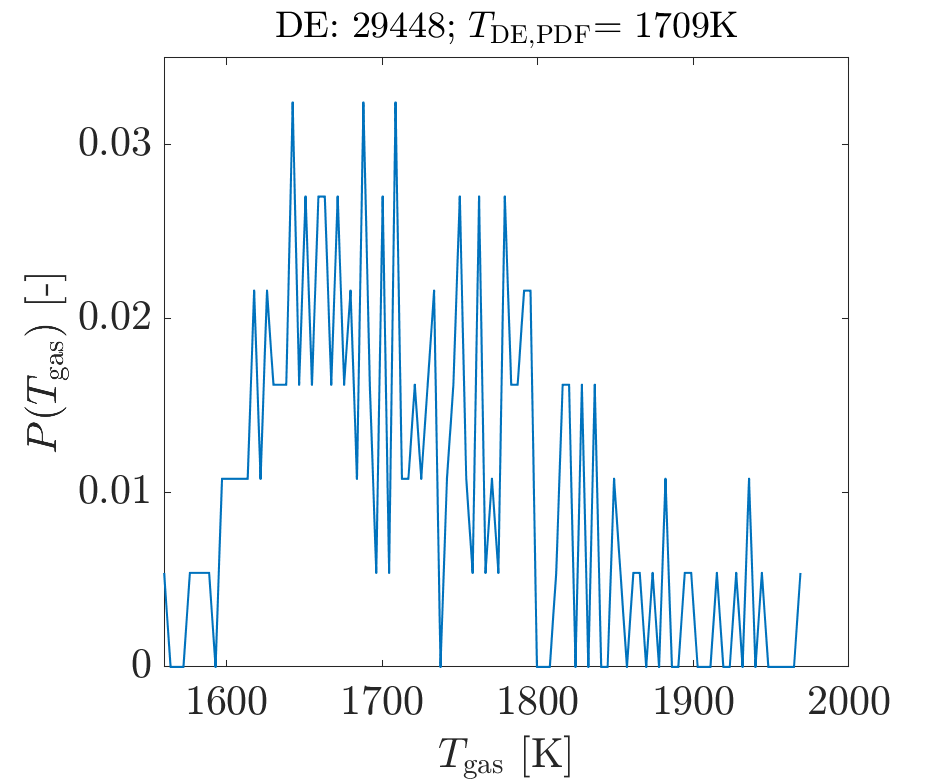 DE: 29448; T_DE,PDF= 1709K
P(T_gas) [-]
0.03
0.02
0.01
0
1600 1700 1800 1900 2000
T_gas [K]